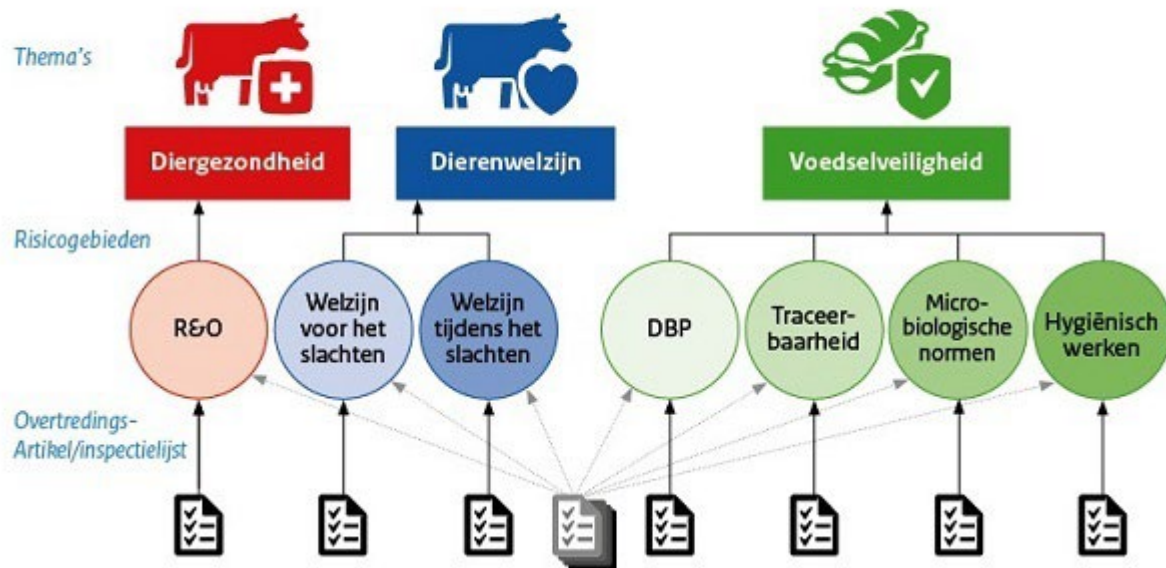 Thema's
Diergezondheid
Dierenwelzijn
Voedselveiligheid
Risicogebieden
R&O
Welzijn
voor het
slachten
Welzijn
tijdens het
slachten
DBP
Traceer-
baarheid
Micro-
biologische
normen
Hygiënisch
werken
Overtredings-
Artikel/inspectielijst